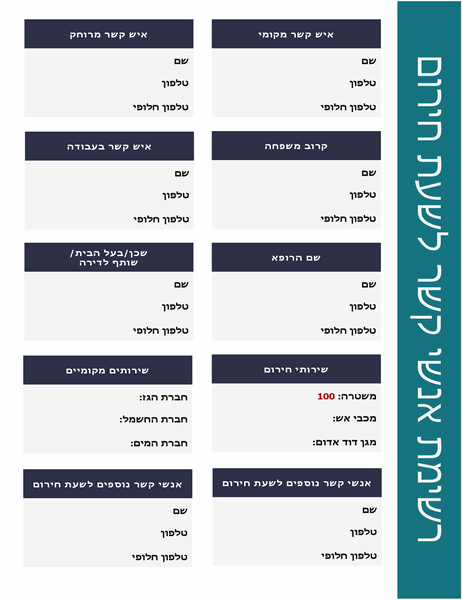 רשימת אנשי קשר לשעת חירום
איש קשר מקומי
שם
טלפון
טלפון חלופי
איש קשר מרוחק
שם
טלפון
טלפון חלופי
קרוב משפחה
שם
טלפון
טלפון חלופי
איש קשר בעבודה
שם
טלפון
טלפון חלופי
שם הרופא
שם
טלפון
טלפון חלופי
שכן/בעל הבית/
שותף לדירה
שם
טלפון
טלפון חלופי
שירותי חירום
משטרה: 100
מכבי אש:
מגן דוד אדום:
שירותים מקומיים
חברת הגז:
חברת החשמל:
חברת המים:
אנשי קשר נוספים לשעת חירום
שם
טלפון
טלפון חלופי
אנשי קשר נוספים לשעת חירום
שם
טלפון
טלפון חלופי